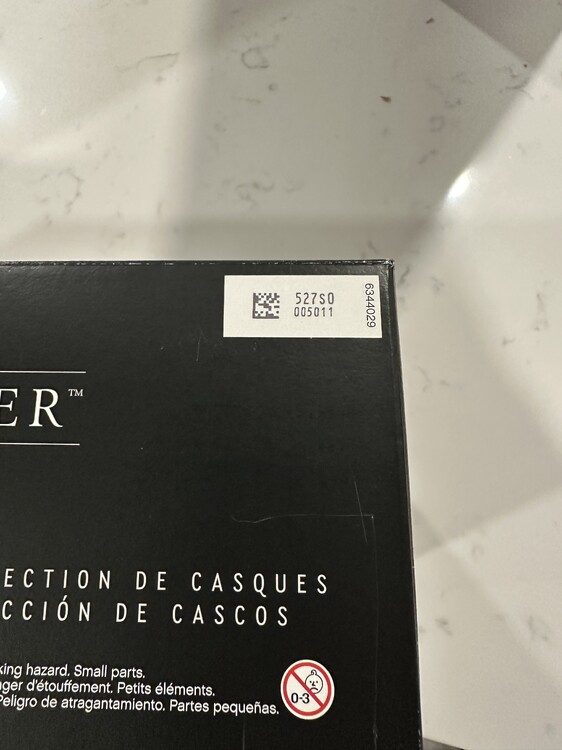 527S0
005011
6344029
ER™
ECTION DE CASQUES
CCIÓN DE CASCOS
king hazard. Small parts.
ger d'étouffement. Petits éléments.
Peligro de atragantamiento. Partes pequeñas.
0-3